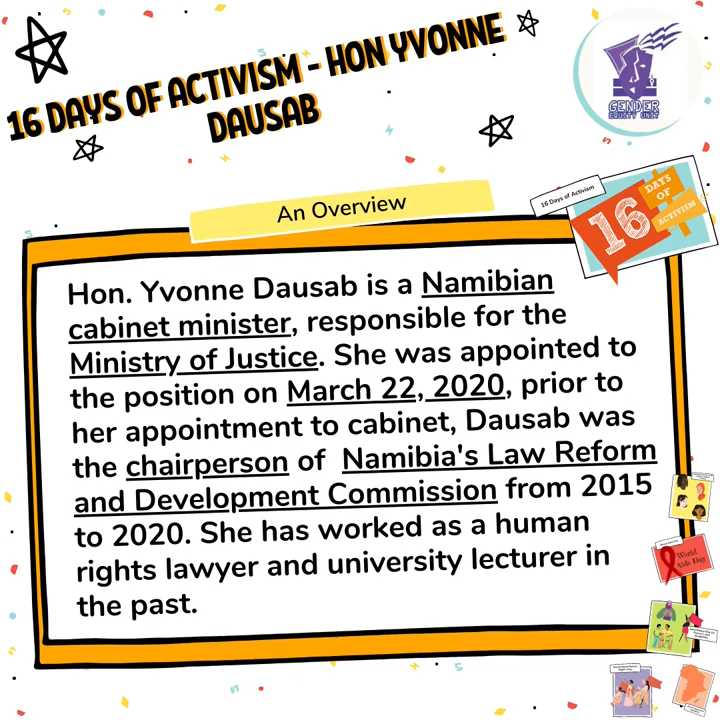 16 DAYS OF ACTIVISM - HON YVONNE
DAUSAB
GENDER
EQUITY UNIT
16 Days of Activism
16
DAYS
OF
ACTIVIIM
An Overview
Hon. Yvonne Dausab is a Namibian
cabinet minister, responsible for the
Ministry of Justice. She was appointed to
the position on March 22, 2020, prior to
her appointment to cabinet, Dausab was
the chairperson of Namibia's Law Reform
and Development Commission from 2015
to 2020. She has worked as a human
rights lawyer and university lecturer in
the past.
World
Aids Day